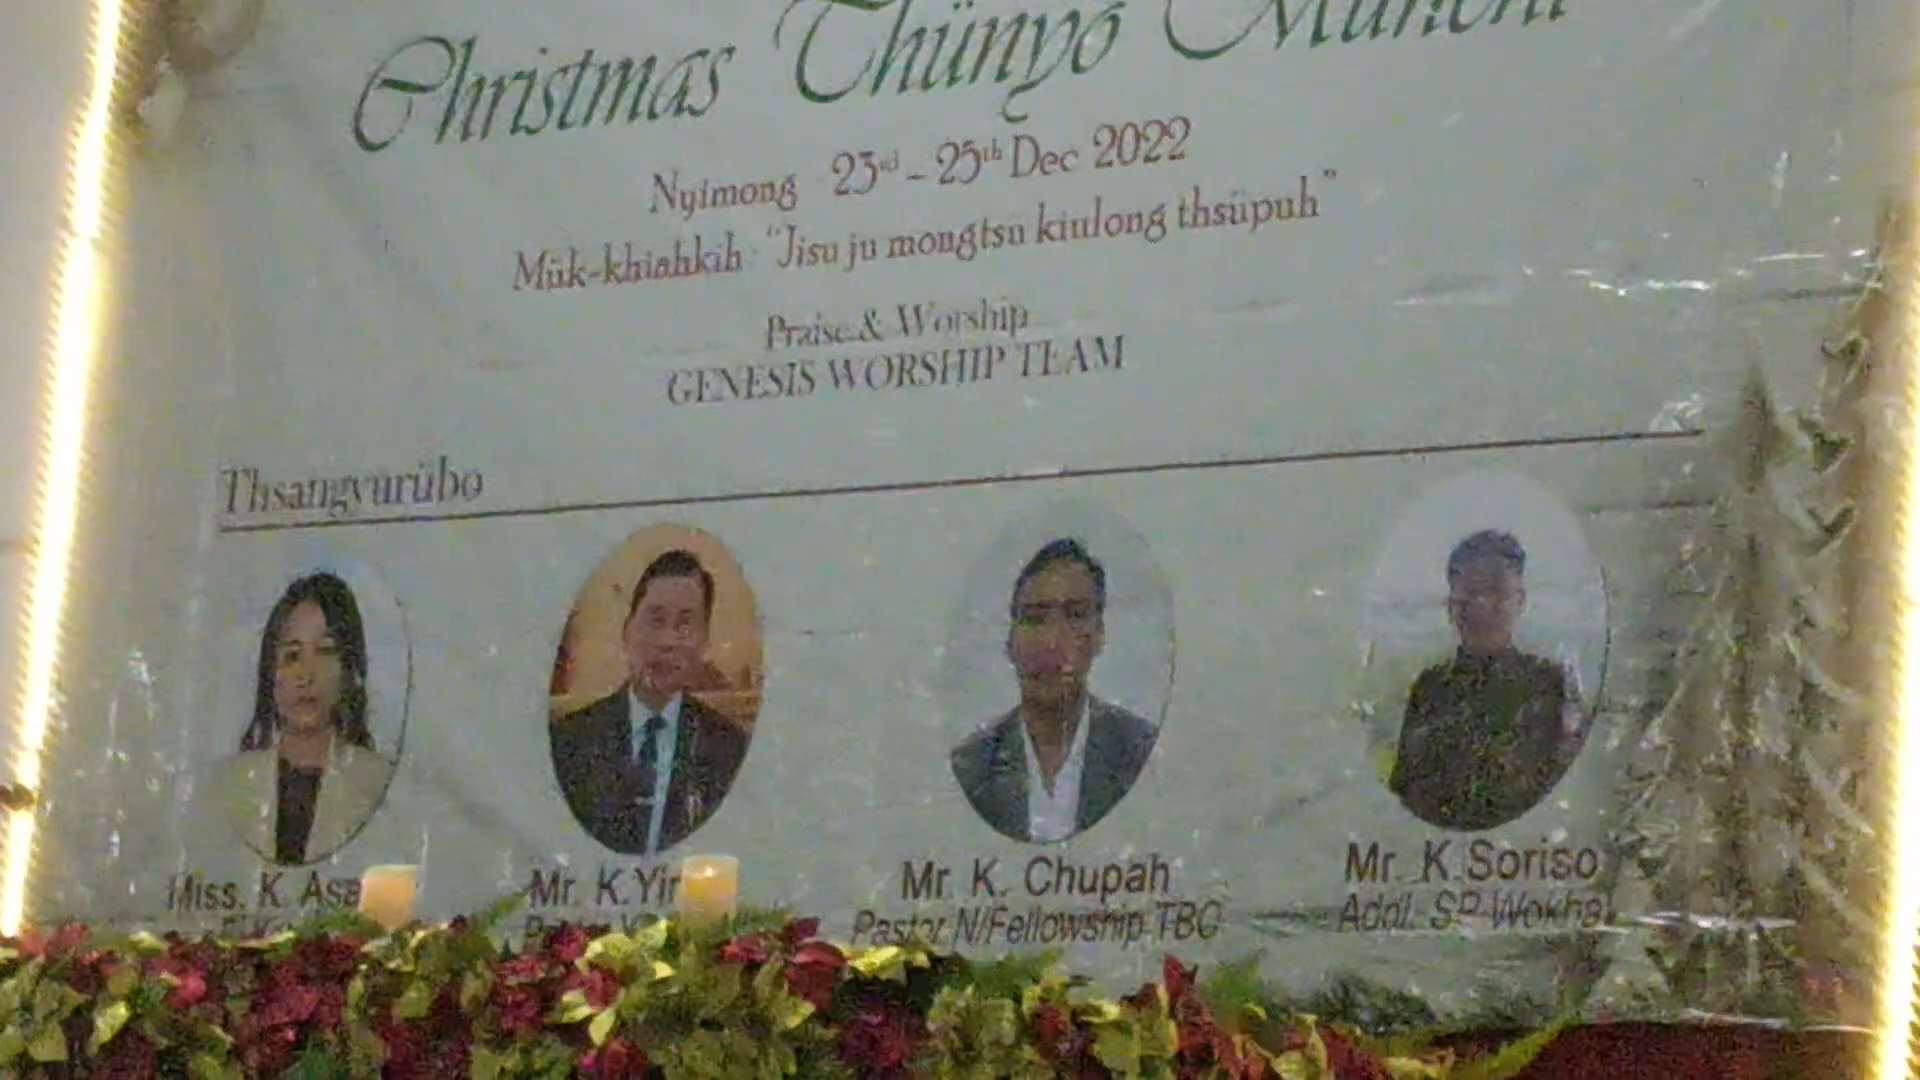 Christmas Thünyo
Nyimong 23rd - 25th Dec 2022
Mük-khiahkih : "Jisu ju mongtsu kiulong thsüpuh"
Praise & Worship
GENESIS WORSHIP TEAM
Thsangyurübo
Miss. K. Asa
Mr. K. Yim
Mr. K. Chupah
Mr. K. Soriso
Pastor N/Fellowship TBC
Addl. SP Wokha